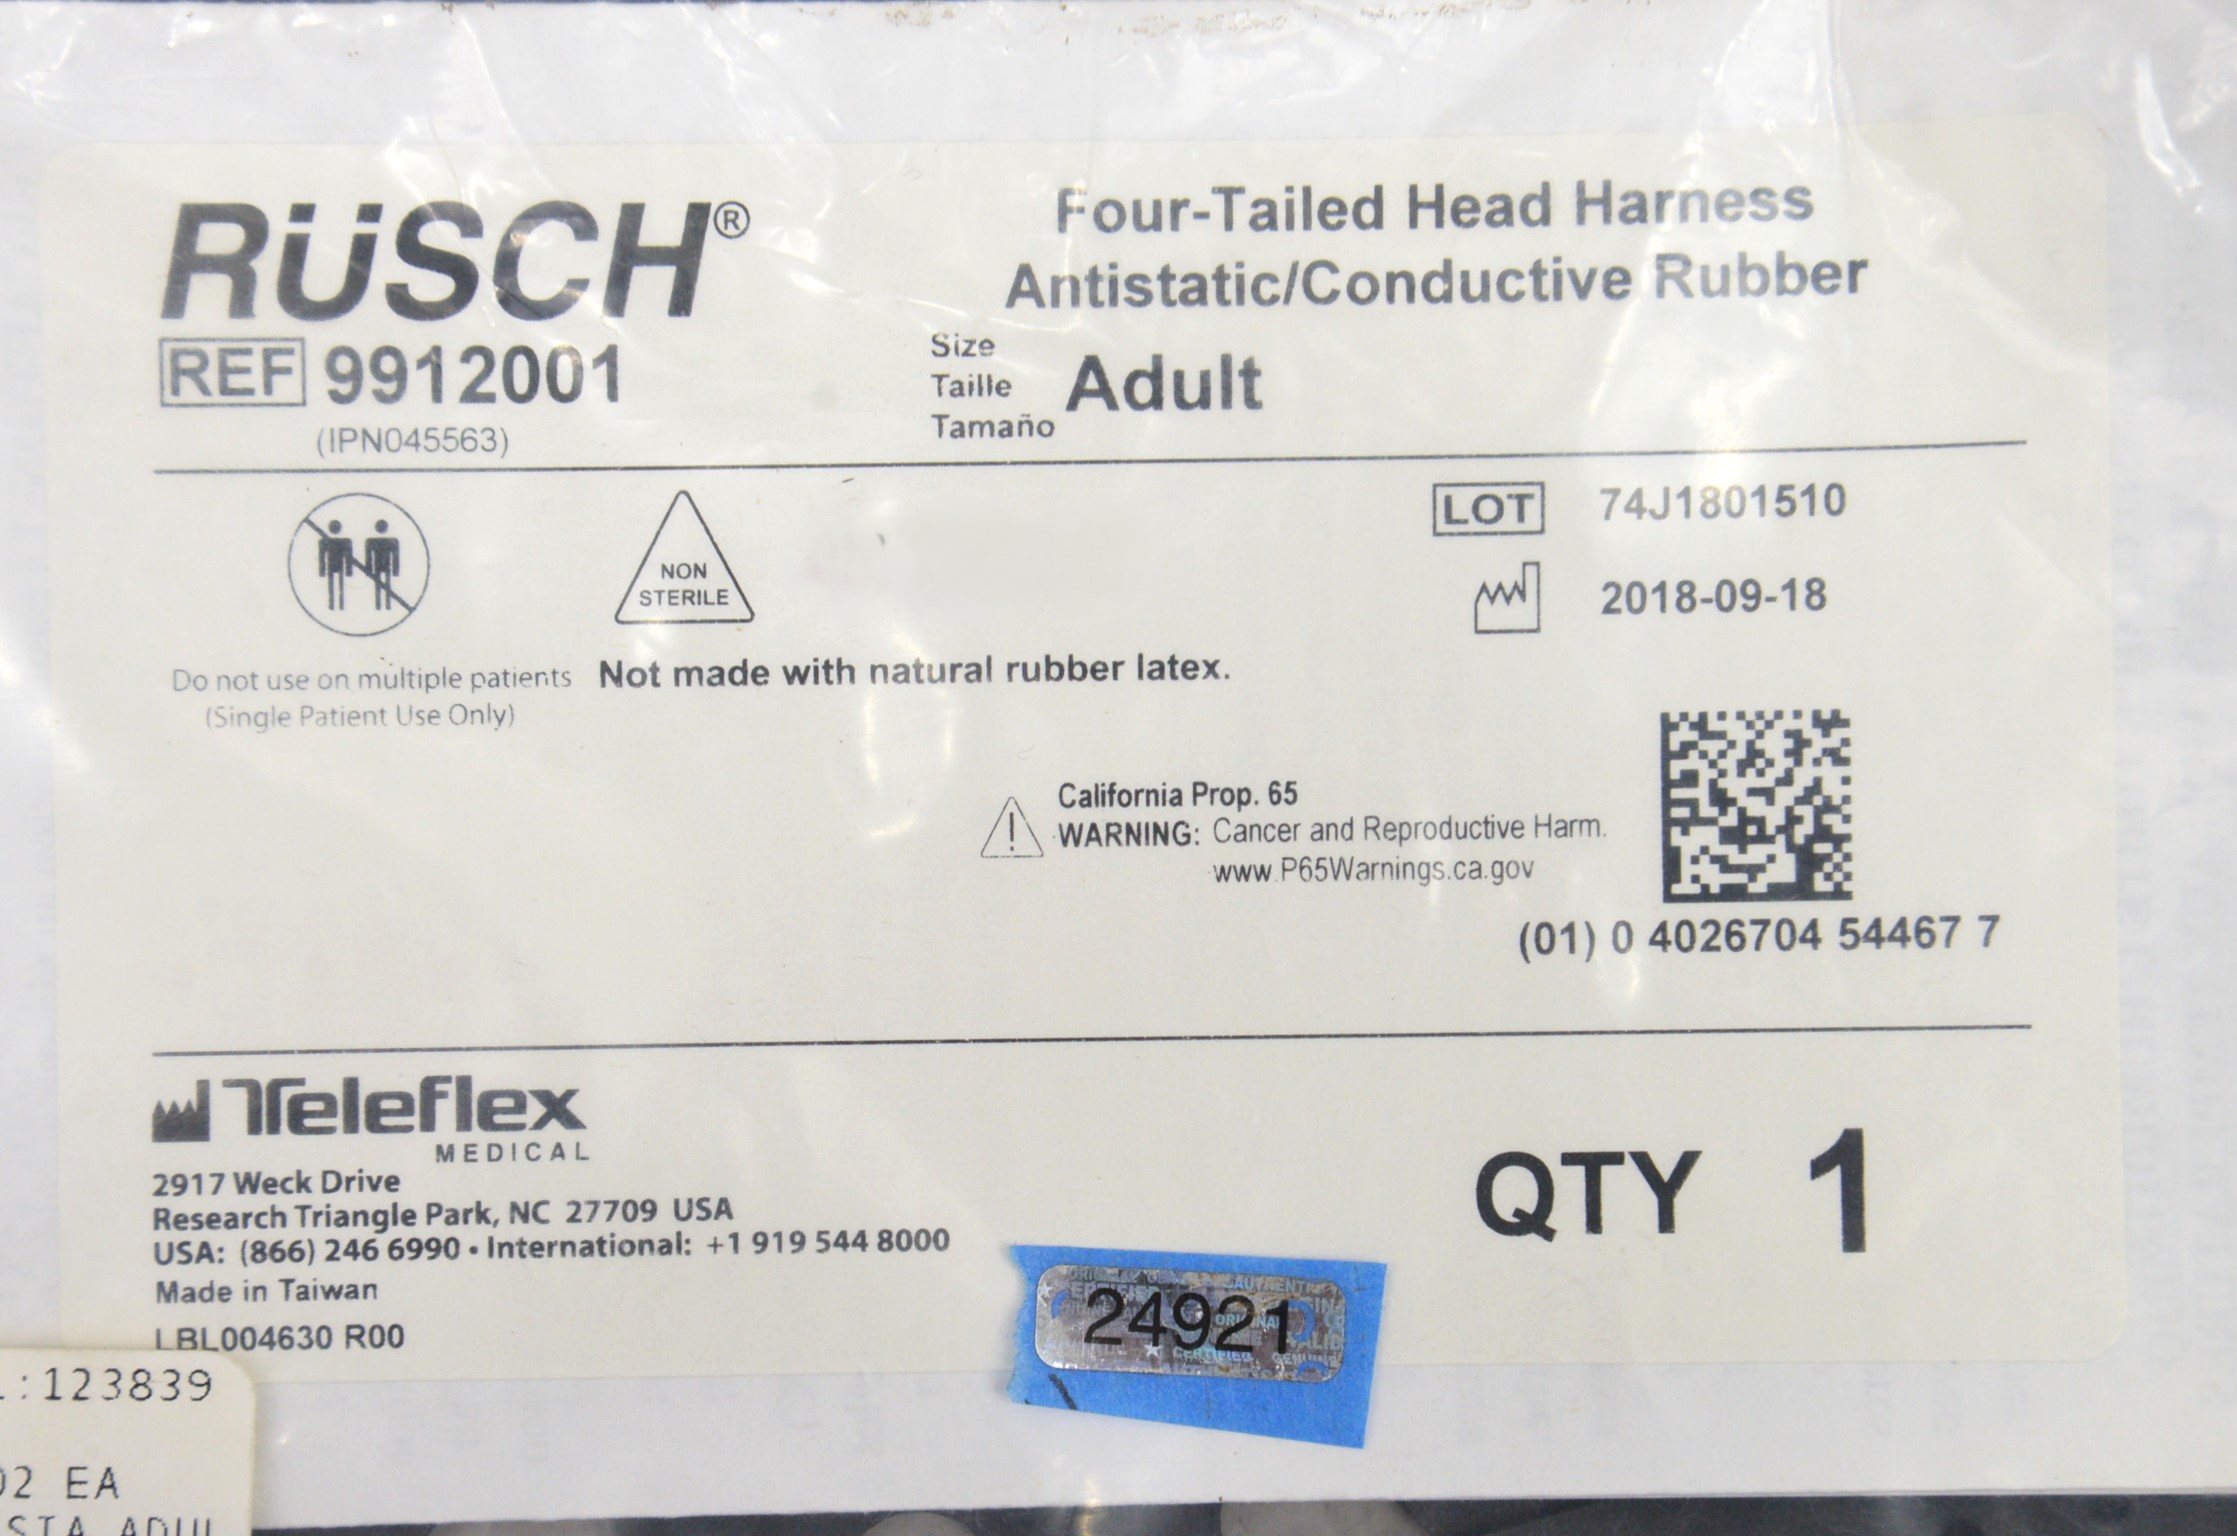 RÜSCH®
Four-Tailed Head Harness
Antistatic/Conductive Rubber
REF 9912001
(IPN045563)
Size
Taille
Tamaño
Adult
LOT 74J1801510
2018-09-18
NON
STERILE
Do not use on multiple patients
(Single Patient Use Only)
Not made with natural rubber latex.
California Prop. 65
WARNING: Cancer and Reproductive Harm.
www.P65Warnings.ca.gov
(01) 0 4026704 54467 7
Teleflex
MEDICAL
2917 Weck Drive
Research Triangle Park, NC 27709 USA
USA: (866) 246 6990 • International: +1 919 544 8000
Made in Taiwan
LBL004630 R00
QTY 1
24921
CERTIFIED GENUINE
:123839
02 EA